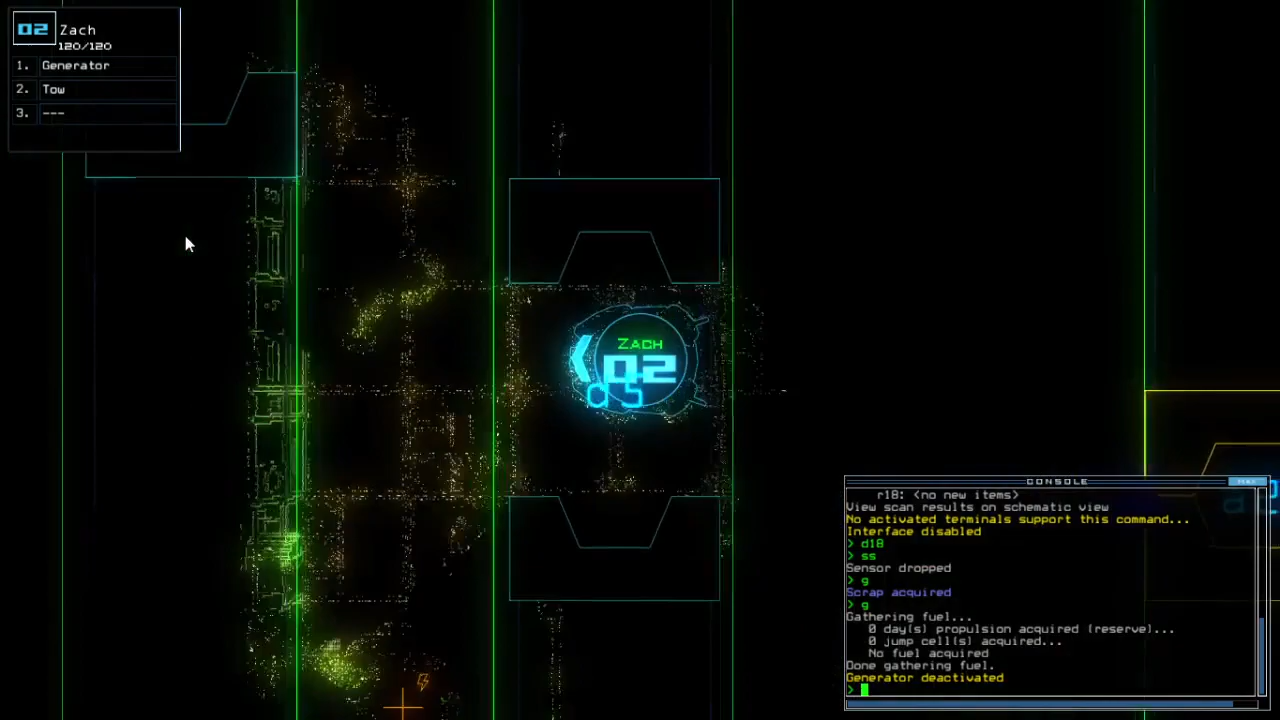 02 Zach
120/120
1. Generator
2. Tow
3. ---
Zach
02
d5
CONSOLE
r18: <no new items>
View scan results on schematic view
No activated terminals support this command...
Interface disabled
> d18
> ss
Sensor dropped
> g
Scrap acquired
> g
Gathering fuel...
0 day(s) propulsion acquired (reserve)...
0 jump cell(s) acquired...
No fuel acquired
Done gathering fuel.
Generator deactivated
>